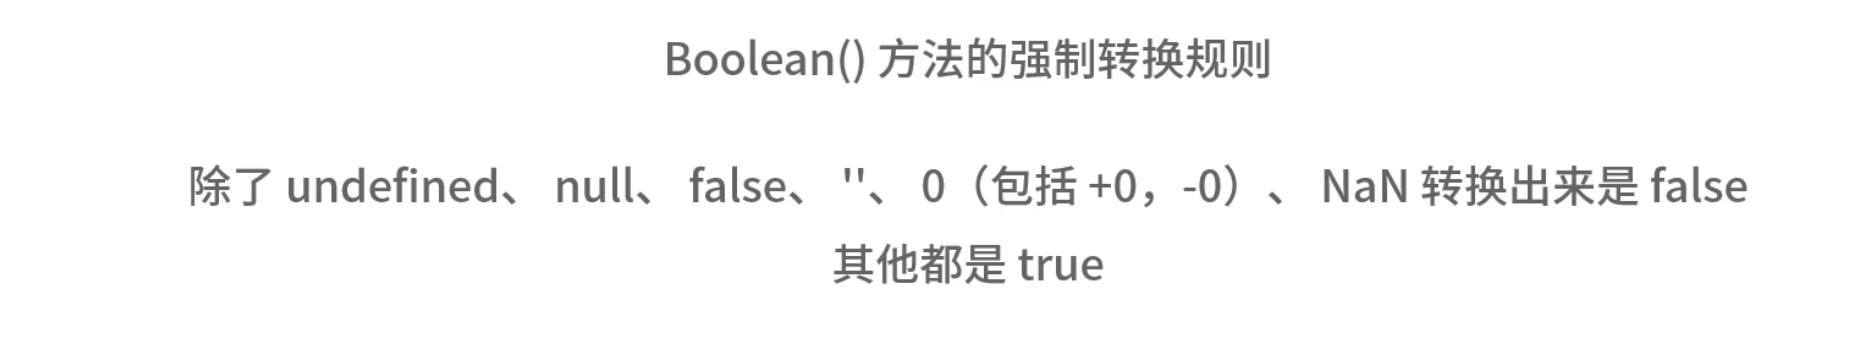 Boolean() 方法的强制转换规则
除了 undefined、 null、 false、 ''、 0（包括 +0，-0）、 NaN 转换出来是 false
其他都是 true